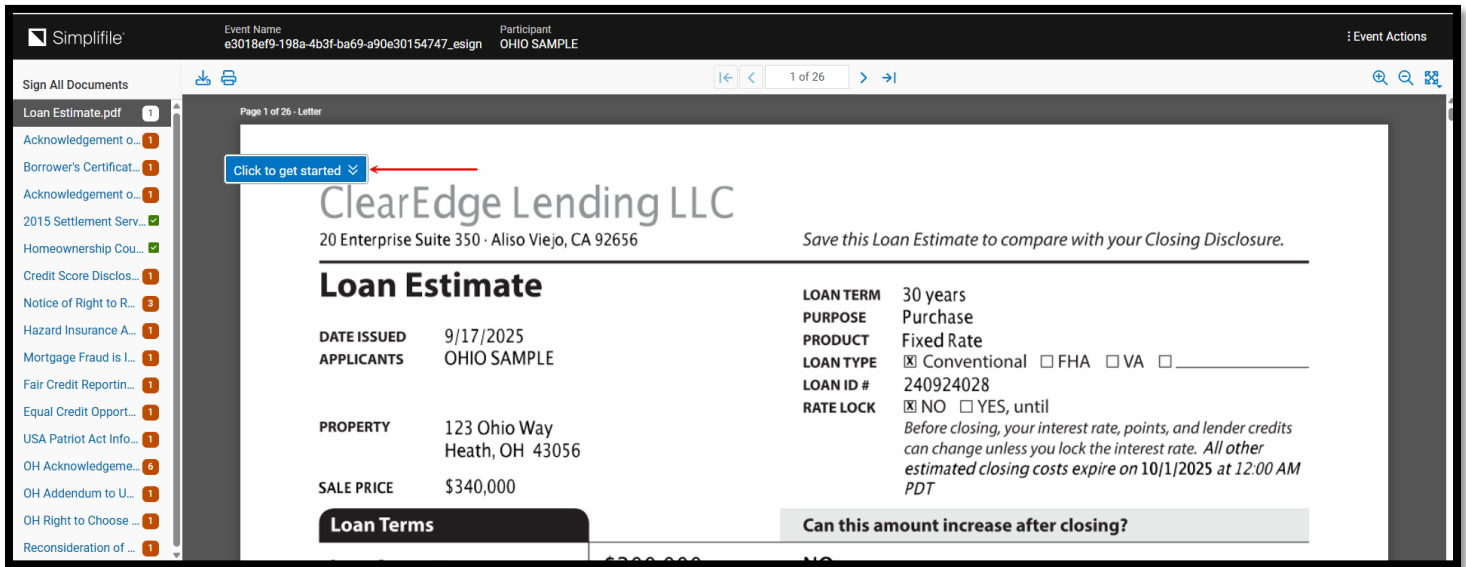 Simplifile
Event Name
e3018ef9-198a-4b3f-ba69-a90e30154747_esign
Participant
OHIO SAMPLE
Event Actions
Sign All Documents
1 of 26
Loan Estimate.pdf 1
Acknowledgement o... 1
Borrower's Certificat... 1
Acknowledgement o... 1
2015 Settlement Serv...
Homeownership Cou...
Credit Score Disclos... 1
Notice of Right to R... 3
Hazard Insurance A... 1
Mortgage Fraud is I... 1
Fair Credit Reportin... 1
Equal Credit Opport... 1
USA Patriot Act Info... 1
OH Acknowledgeme... 6
OH Addendum to U... 1
OH Right to Choose ... 1
Reconsideration of ... 1
Page 1 of 26 - Letter
Click to get started
ClearEdge Lending LLC
20 Enterprise Suite 350 · Aliso Viejo, CA 92656
Save this Loan Estimate to compare with your Closing Disclosure.
Loan Estimate
DATE ISSUED 9/17/2025
APPLICANTS OHIO SAMPLE
PROPERTY 123 Ohio Way
Heath, OH 43056
SALE PRICE $340,000
LOAN TERM 30 years
PURPOSE Purchase
PRODUCT Fixed Rate
LOAN TYPE ☒ Conventional ☐ FHA ☐ VA ☐
LOAN ID # 240924028
RATE LOCK ☒ NO ☐ YES, until
Before closing, your interest rate, points, and lender credits
can change unless you lock the interest rate. All other
estimated closing costs expire on 10/1/2025 at 12:00 AM
PDT
Loan Terms
Can this amount increase after closing?